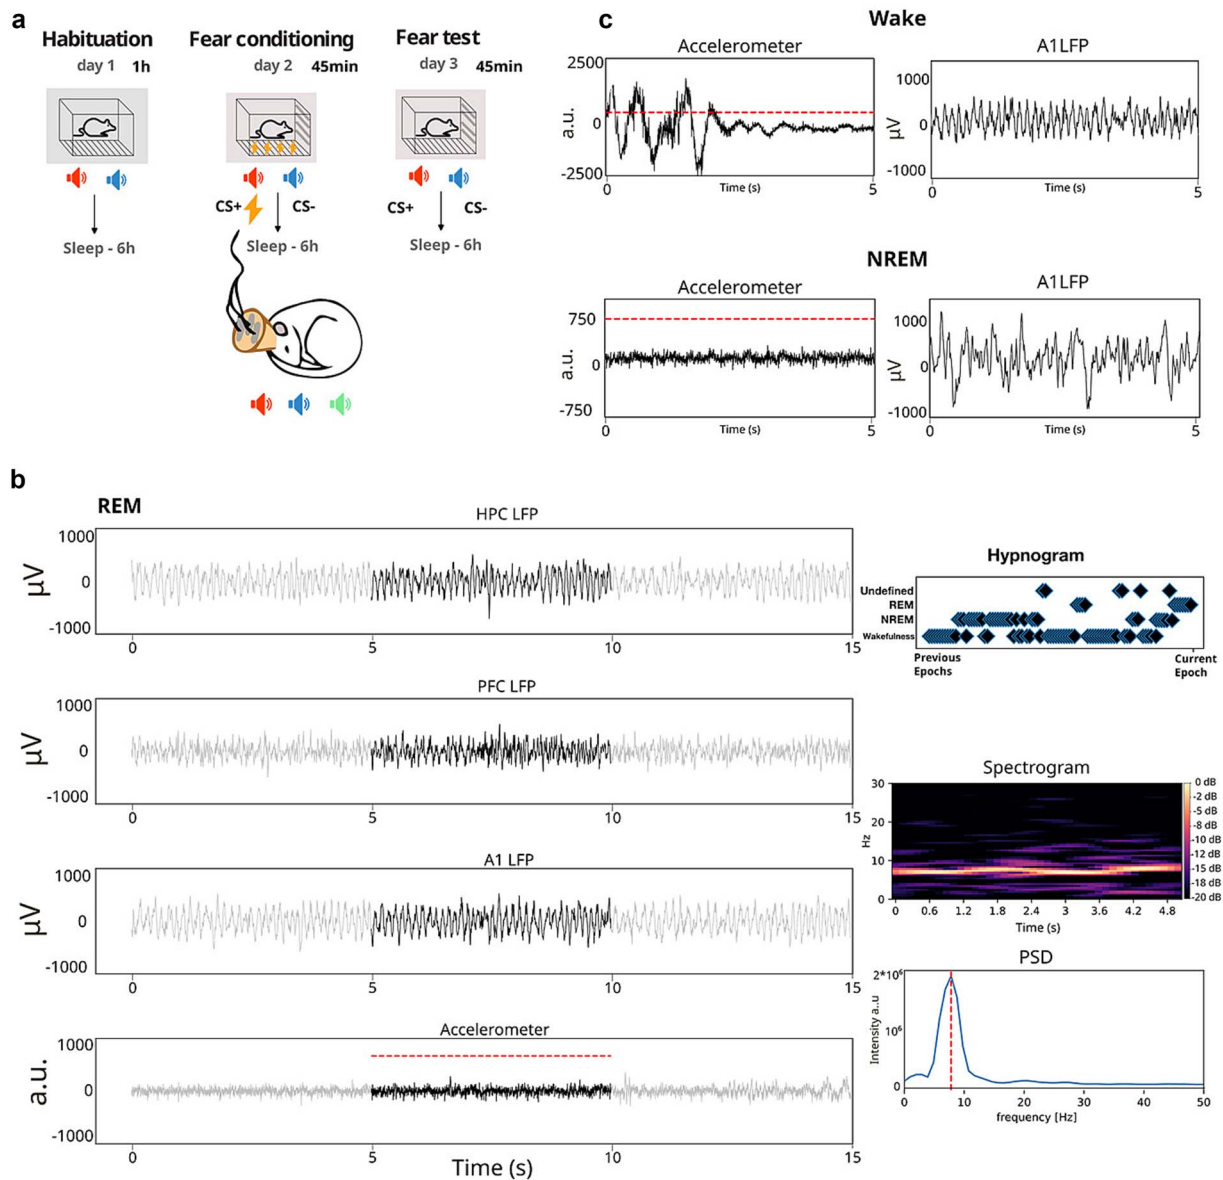 a
Habituation
day 1 1h
Sleep - 6h
Fear conditioning
day 2 45min
CS+ CS-
Sleep - 6h
Fear test
day 3 45min
CS+ CS-
Sleep - 6h
c
Wake
Accelerometer
2500
0
-2500
a.u.
0 5
Time (s)
A1LFP
1000
0
-1000
µV
0 5
Time (s)
NREM
Accelerometer
750
0
-750
a.u.
0 5
Time (s)
A1LFP
1000
0
-1000
µV
0 5
Time (s)
b
REM
HPC LFP
1000
0
-1000
µV
0 5 10 15
PFC LFP
1000
0
-1000
µV
0 5 10 15
A1 LFP
1000
0
-1000
µV
0 5 10 15
Accelerometer
1000
0
-1000
a.u.
0 5 10 15
Time (s)
Hypnogram
Undefined
REM
NREM
Wakefulness
Previous
Epochs
Current
Epoch
Spectrogram
30
20
10
0
Hz
0 0.6 1.2 1.8 2.4 3 3.6 4.2 4.8
Time (s)
0 dB
-2 dB
-5 dB
-8 dB
-10 dB
-12 dB
-15 dB
-18 dB
-20 dB
PSD
2*10⁶
10⁶
0
Intensity a..u
0 10 20 30 40 50
frequency [Hz]